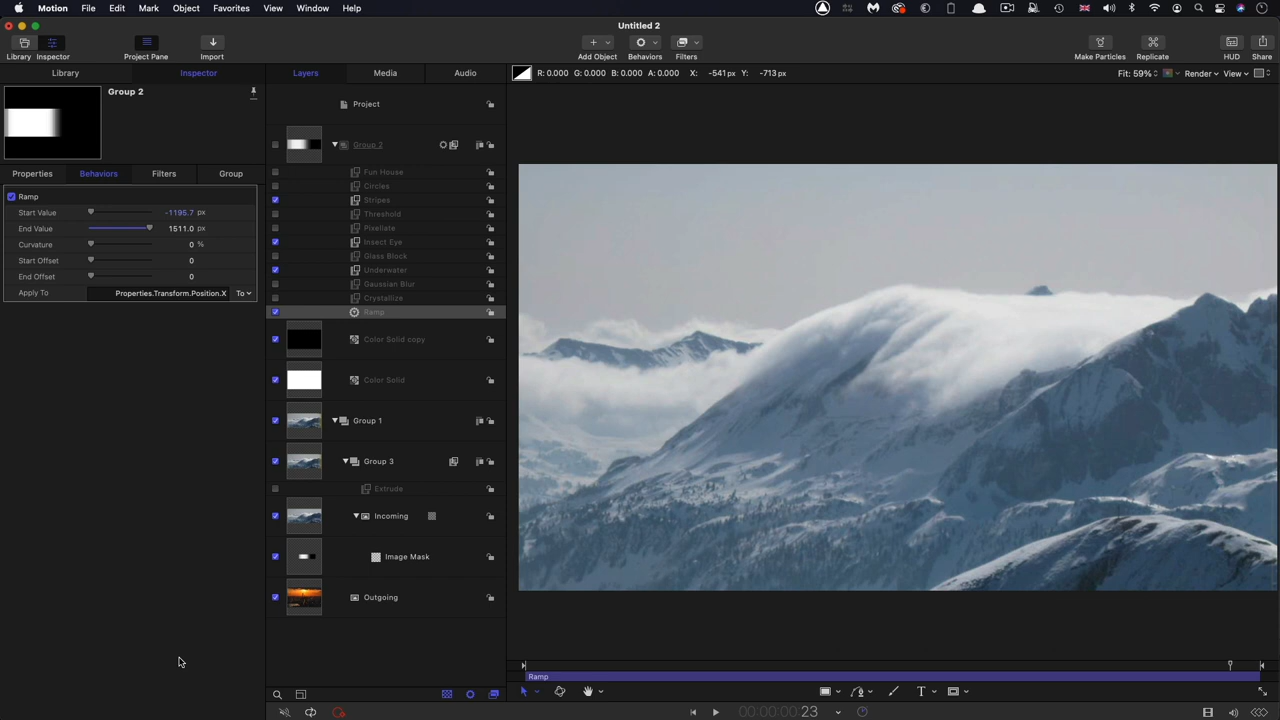 Motion File Edit Mark Object Favorites View Window Help
Untitled 2
Library Inspector Project Pane Import Add Object Behaviors Filters Make Particles Replicate HUD Share
Library Inspector Layers Media Audio R: 0.000 G: 0.000 B: 0.000 A: 0.000 X: -541 px Y: -713 px Fit: 59% Render View
Group 2
Properties Behaviors Filters Group
Ramp
Start Value -1195.7 px
End Value 1511.0 px
Curvature 0 %
Start Offset 0
End Offset 0
Apply To Properties.Transform.Position.X To
Project
Group 2
Fun House
Circles
Stripes
Threshold
Pixellate
Insect Eye
Glass Block
Underwater
Gaussian Blur
Crystallize
Ramp
Color Solid copy
Color Solid
Group 1
Group 3
Extrude
Incoming
Image Mask
Outgoing
Ramp
T
00:00:00 23